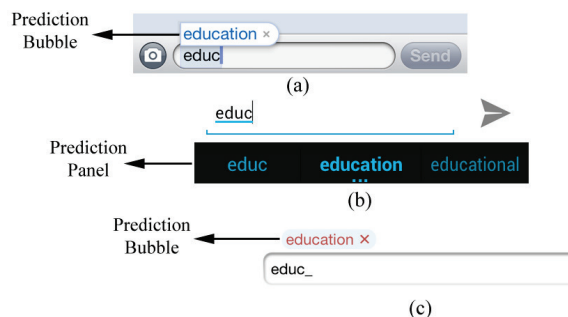 Prediction
Bubble
education ×
educ
Send
(a)
educ
Prediction
Panel
educ education educational
(b)
Prediction
Bubble
education ×
educ_
(c)